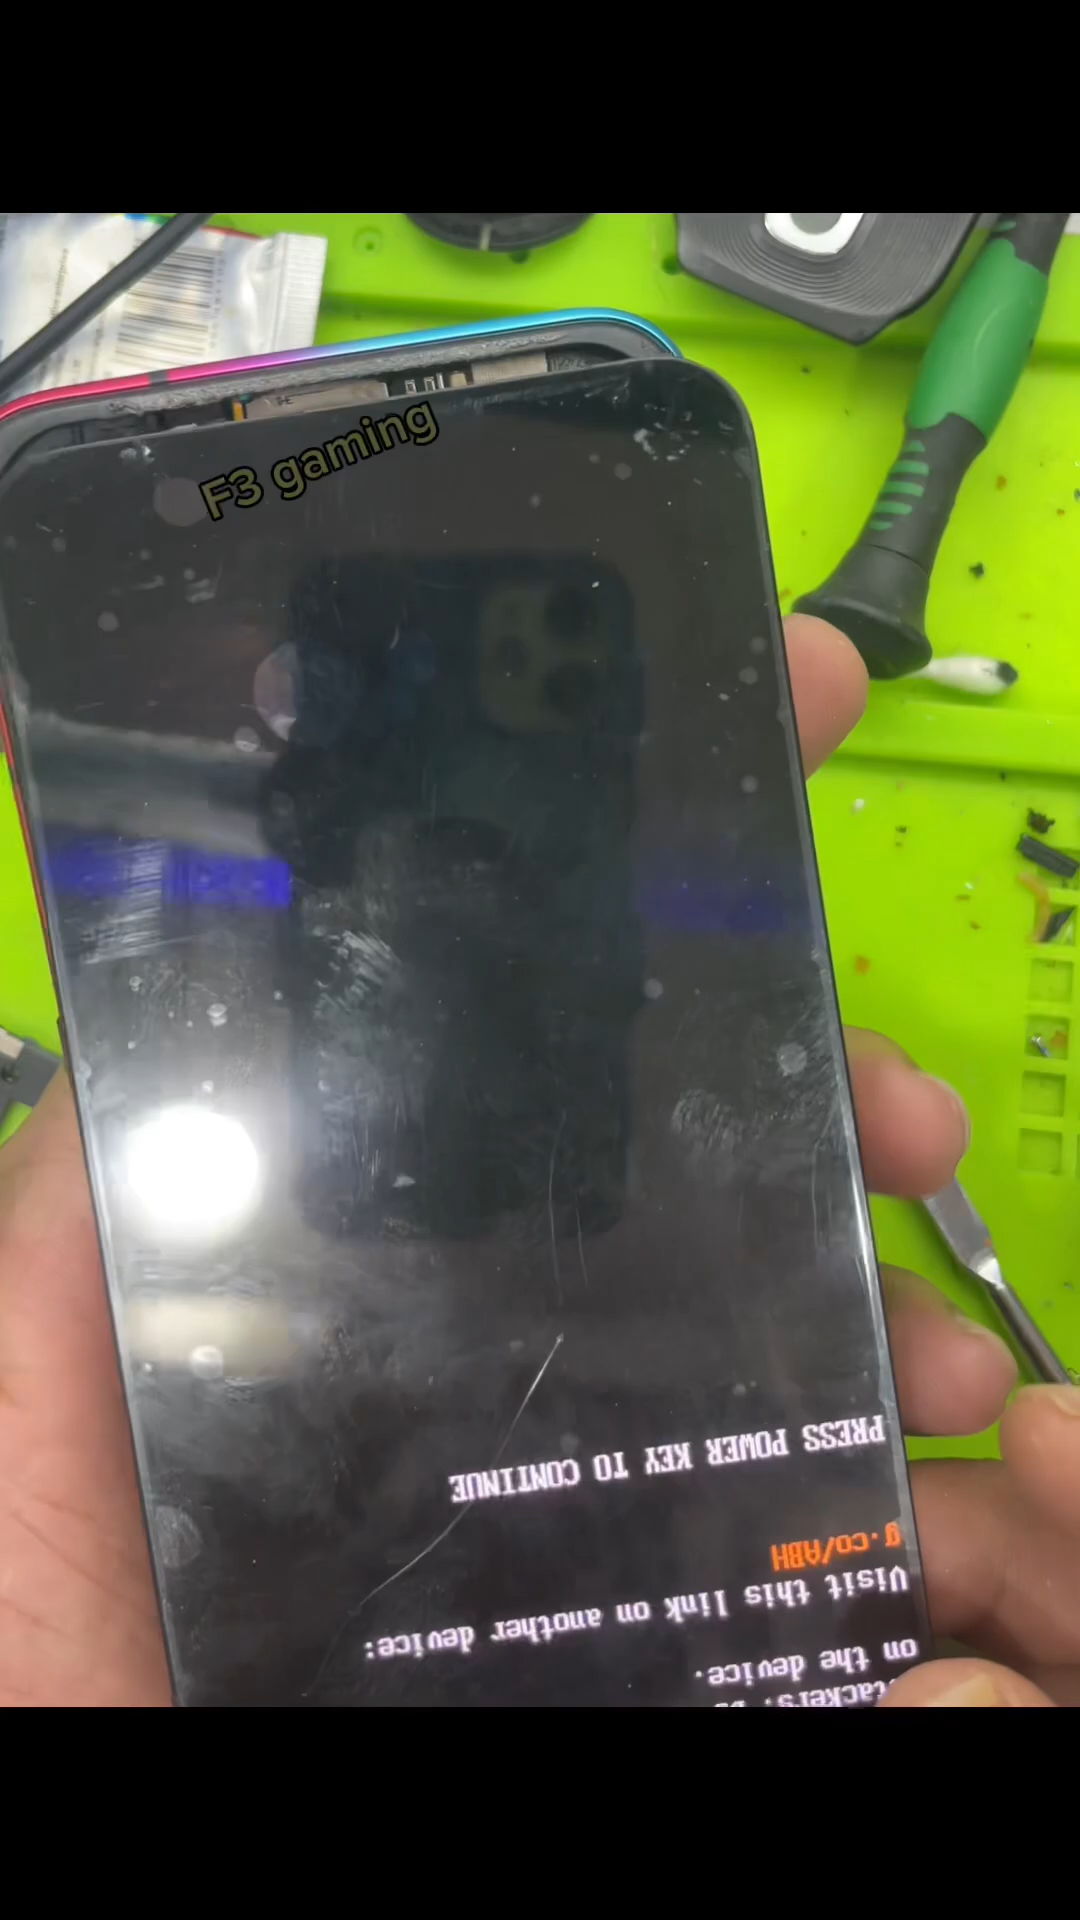 F3 gaming
on the device.
Visit this link on another device:
g.co/ABH
PRESS POWER KEY TO CONTINUE